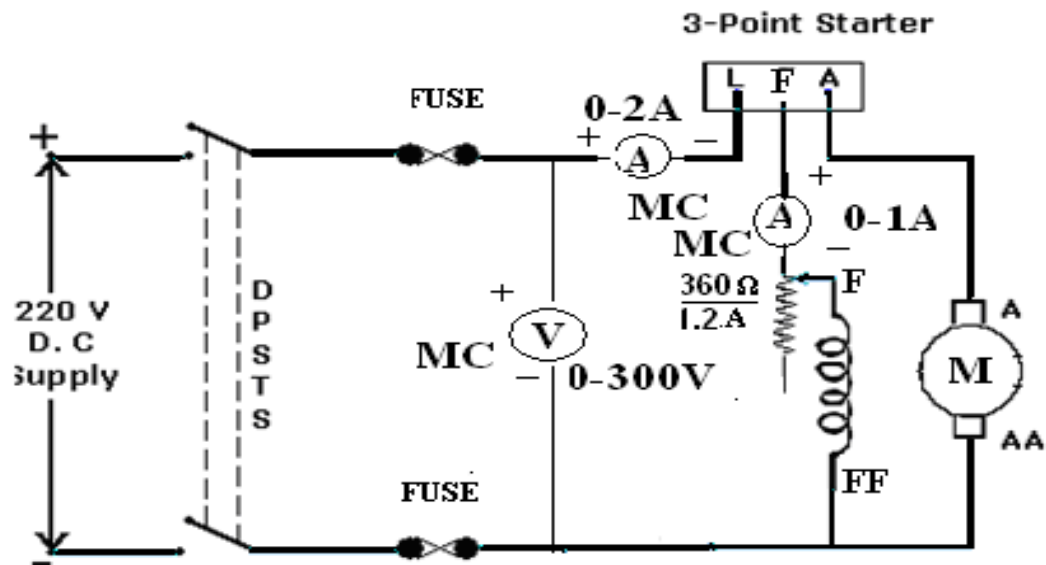 3-Point Starter
L F A
FUSE
0-2A
+
+ -
A
+
MC
A
0-1A
MC
-
360 Ω
1.2A
F
220 V
D. C
Supply
D
P
S
T
S
+
V
MC
-
0-300V
A
M
AA
FUSE
FF
-